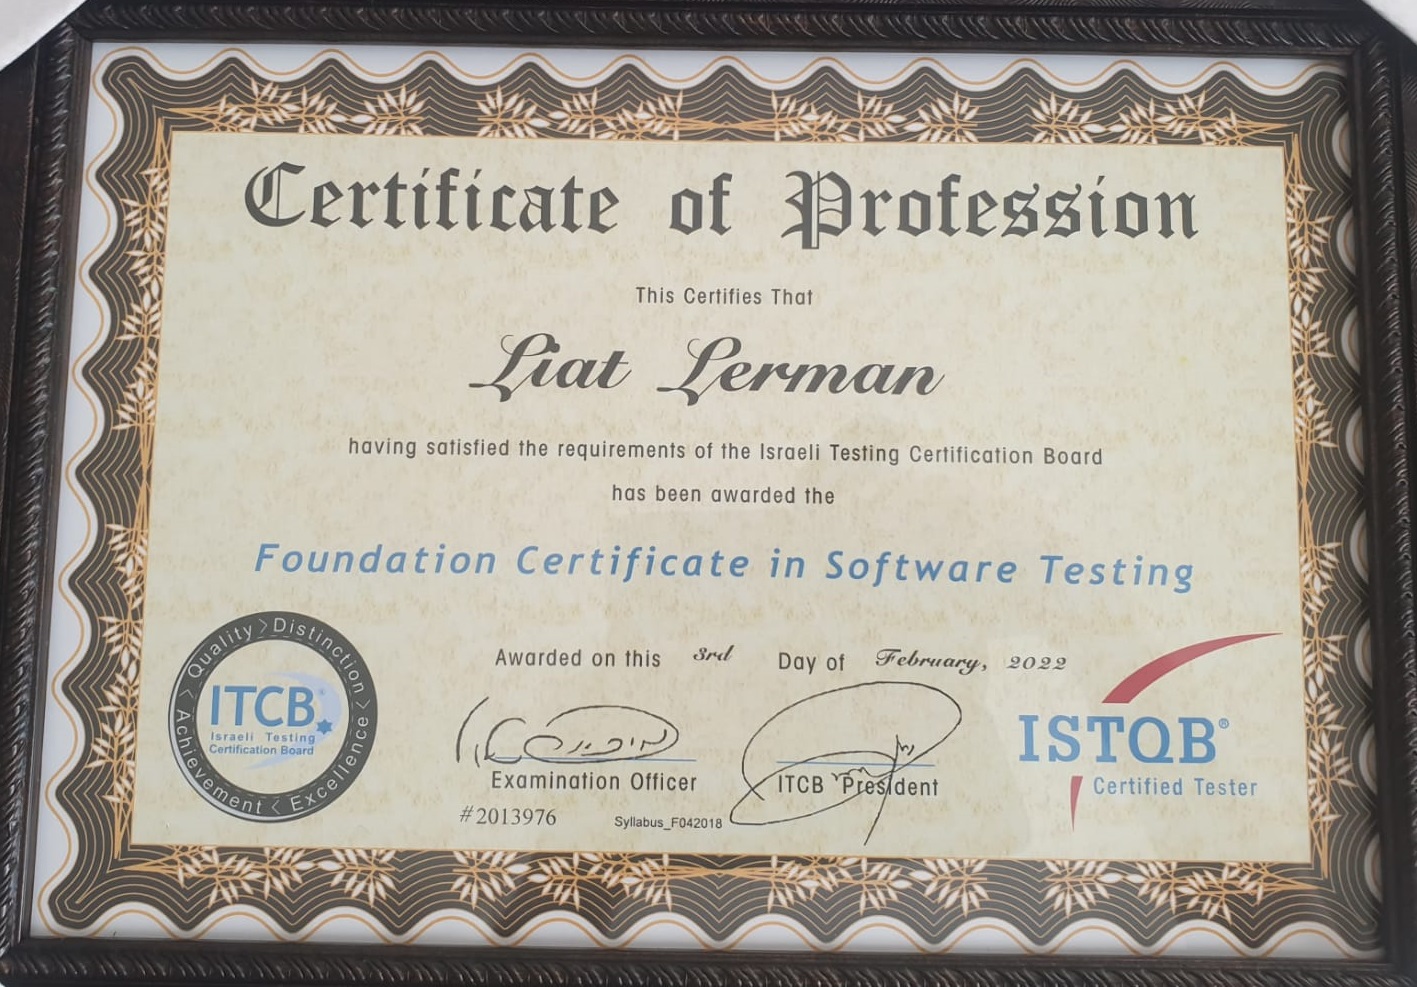 Certificate of Profession
This Certifies That
Liat Lerman
having satisfied the requirements of the Israeli Testing Certification Board
has been awarded the
Foundation Certificate in Software Testing
Awarded on this 3rd Day of February, 2022
Quality > Distinction > Excellence > Achievement >
ITCB
Israeli Testing
Certification Board
Examination Officer
ITCB President
#2013976
Syllabus_F042018
ISTQB®
Certified Tester